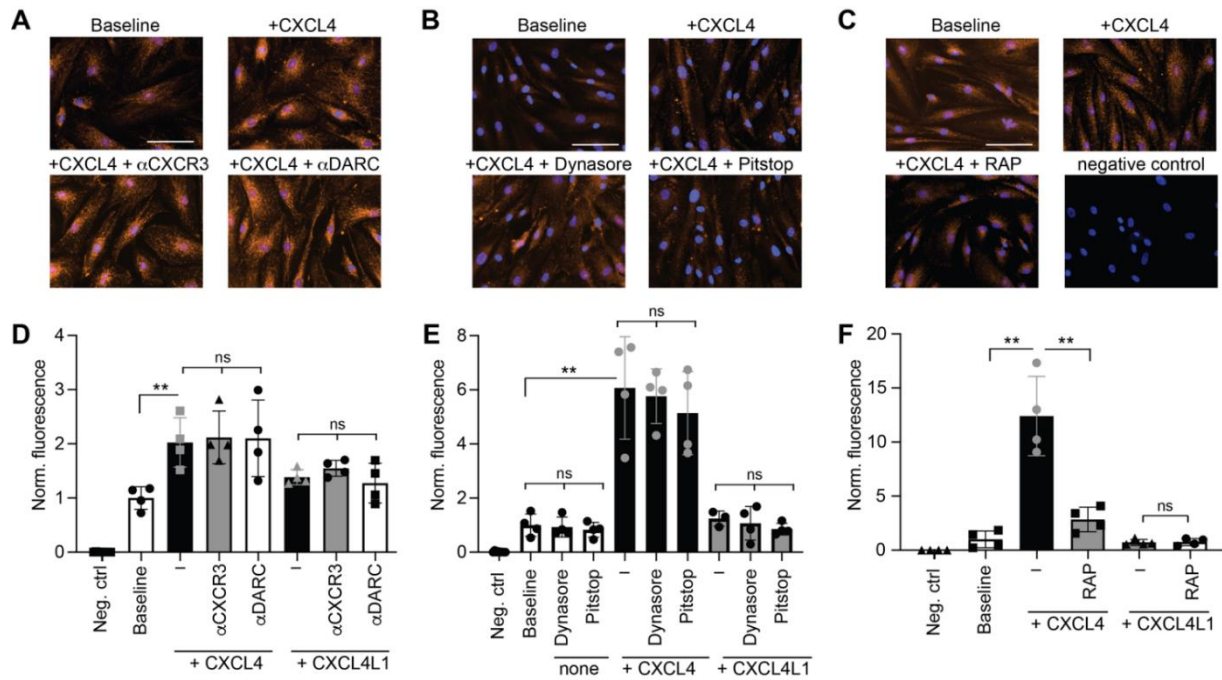 A
Baseline
+CXCL4
+CXCL4 + αCXCR3
+CXCL4 + αDARC
B
Baseline
+CXCL4
+CXCL4 + Dynasore
+CXCL4 + Pitstop
C
Baseline
+CXCL4
+CXCL4 + RAP
negative control
D
Norm. fluorescence
4
3
2
1
0
**
ns
ns
Neg. ctrl
Baseline
–
αCXCR3
αDARC
–
αCXCR3
αDARC
+ CXCL4
+ CXCL4L1
E
Norm. fluorescence
8
6
4
2
0
ns
**
ns
ns
Neg. ctrl
Baseline
Dynasore
Pitstop
–
Dynasore
Pitstop
–
Dynasore
Pitstop
none
+ CXCL4
+ CXCL4L1
F
Norm. fluorescence
20
15
10
5
0
**
**
ns
Neg. ctrl
Baseline
–
RAP
–
RAP
+ CXCL4
+ CXCL4L1